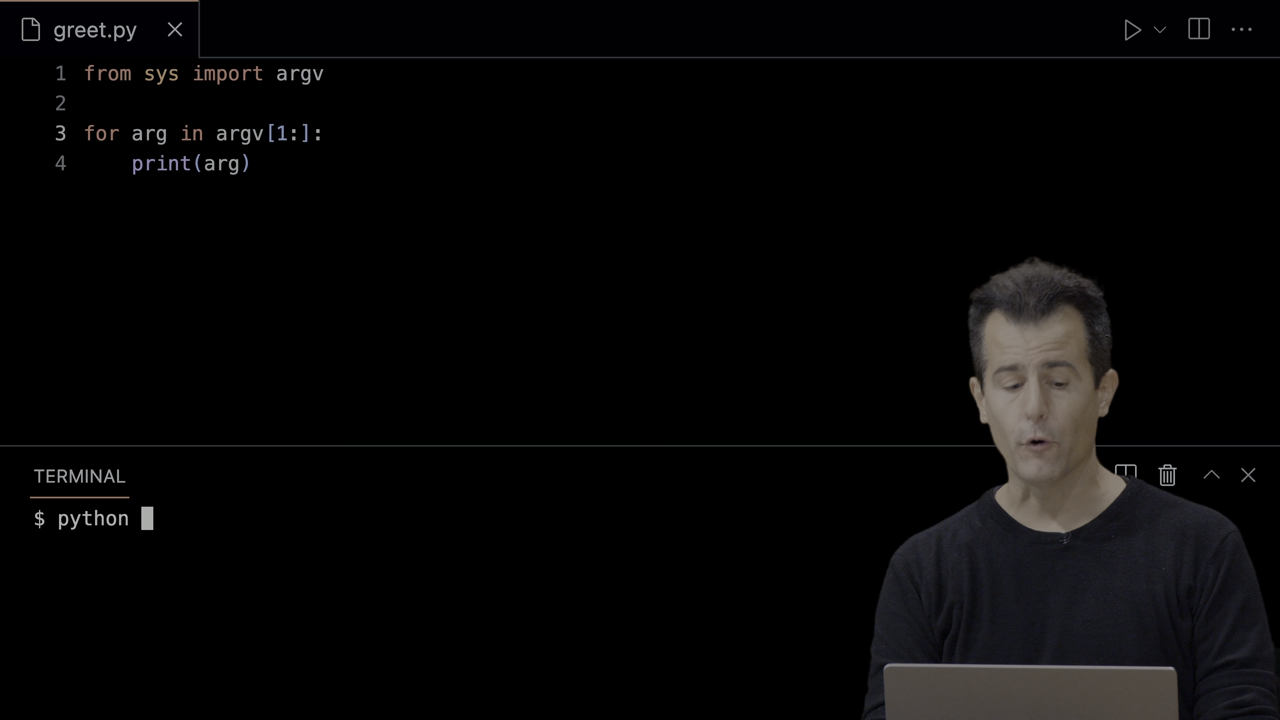 greet.py
1 from sys import argv
2
3 for arg in argv[1:]:
4     print(arg)
TERMINAL
$ python